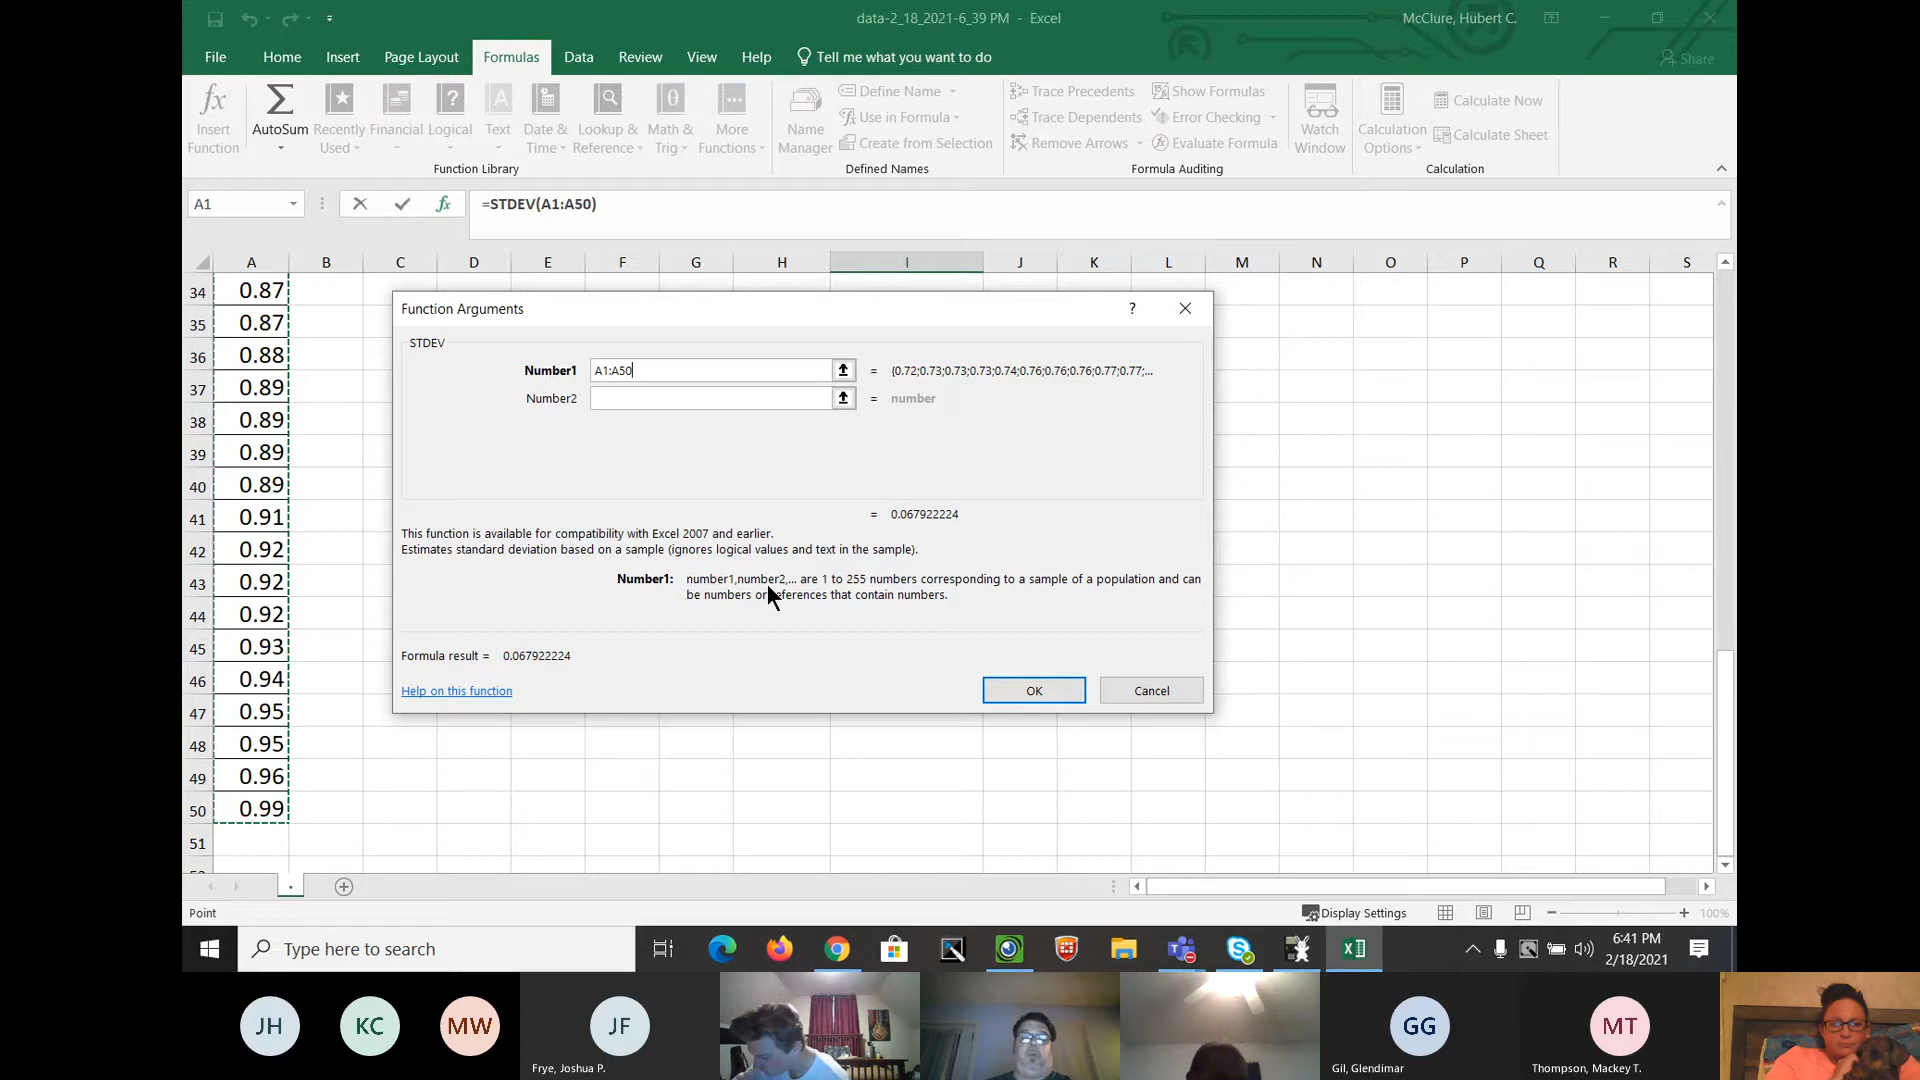 data-2_18_2021-6_39 PM - Excel
McClure, Hubert C.
File Home Insert Page Layout Formulas Data Review View Help Tell me what you want to do Share
Insert Function
AutoSum
Recently Used
Financial
Logical
Text
Date & Time
Lookup & Reference
Math & Trig
More Functions
Function Library
Name Manager
Define Name
Use in Formula
Create from Selection
Defined Names
Trace Precedents
Trace Dependents
Remove Arrows
Show Formulas
Error Checking
Evaluate Formula
Formula Auditing
Watch Window
Calculation Options
Calculate Now
Calculate Sheet
Calculation
A1
fx
=STDEV(A1:A50)
A B C D E F G H I J K L M N O P Q R S
34 0.87
35 0.87
36 0.88
37 0.89
38 0.89
39 0.89
40 0.89
41 0.91
42 0.92
43 0.92
44 0.92
45 0.93
46 0.94
47 0.95
48 0.95
49 0.96
50 0.99
51
Function Arguments ?
STDEV
Number1 A1:A50 = {0.72;0.73;0.73;0.73;0.74;0.76;0.76;0.76;0.77;0.77;...
Number2 = number
= 0.067922224
This function is available for compatibility with Excel 2007 and earlier.
Estimates standard deviation based on a sample (ignores logical values and text in the sample).
Number1: number1,number2,... are 1 to 255 numbers corresponding to a sample of a population and can
be numbers or references that contain numbers.
Formula result = 0.067922224
Help on this function
OK
Cancel
Point
Display Settings
100%
Type here to search
6:41 PM
2/18/2021
JH KC MW JF GG MT
Frye, Joshua P.
Gil, Glendimar
Thompson, Mackey T.